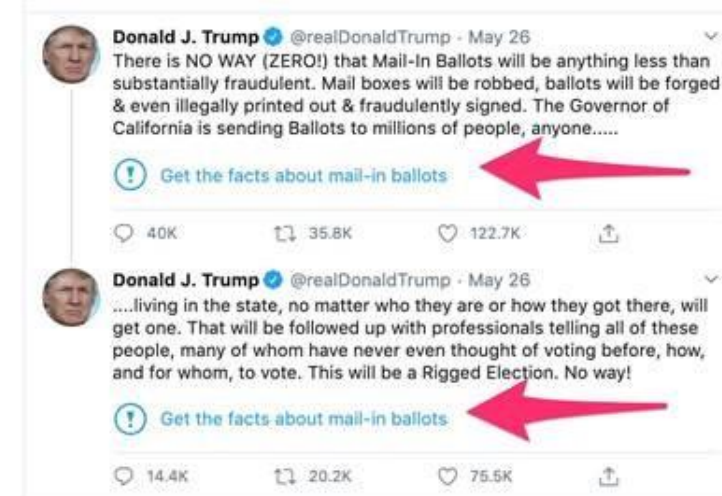 Donald J. Trump @realDonaldTrump · May 26
There is NO WAY (ZERO!) that Mail-In Ballots will be anything less than
substantially fraudulent. Mail boxes will be robbed, ballots will be forged
& even illegally printed out & fraudulently signed. The Governor of
California is sending Ballots to millions of people, anyone.....
Get the facts about mail-in ballots
40K 35.8K 122.7K
Donald J. Trump @realDonaldTrump · May 26
....living in the state, no matter who they are or how they got there, will
get one. That will be followed up with professionals telling all of these
people, many of whom have never even thought of voting before, how,
and for whom, to vote. This will be a Rigged Election. No way!
Get the facts about mail-in ballots
14.4K 20.2K 75.5K